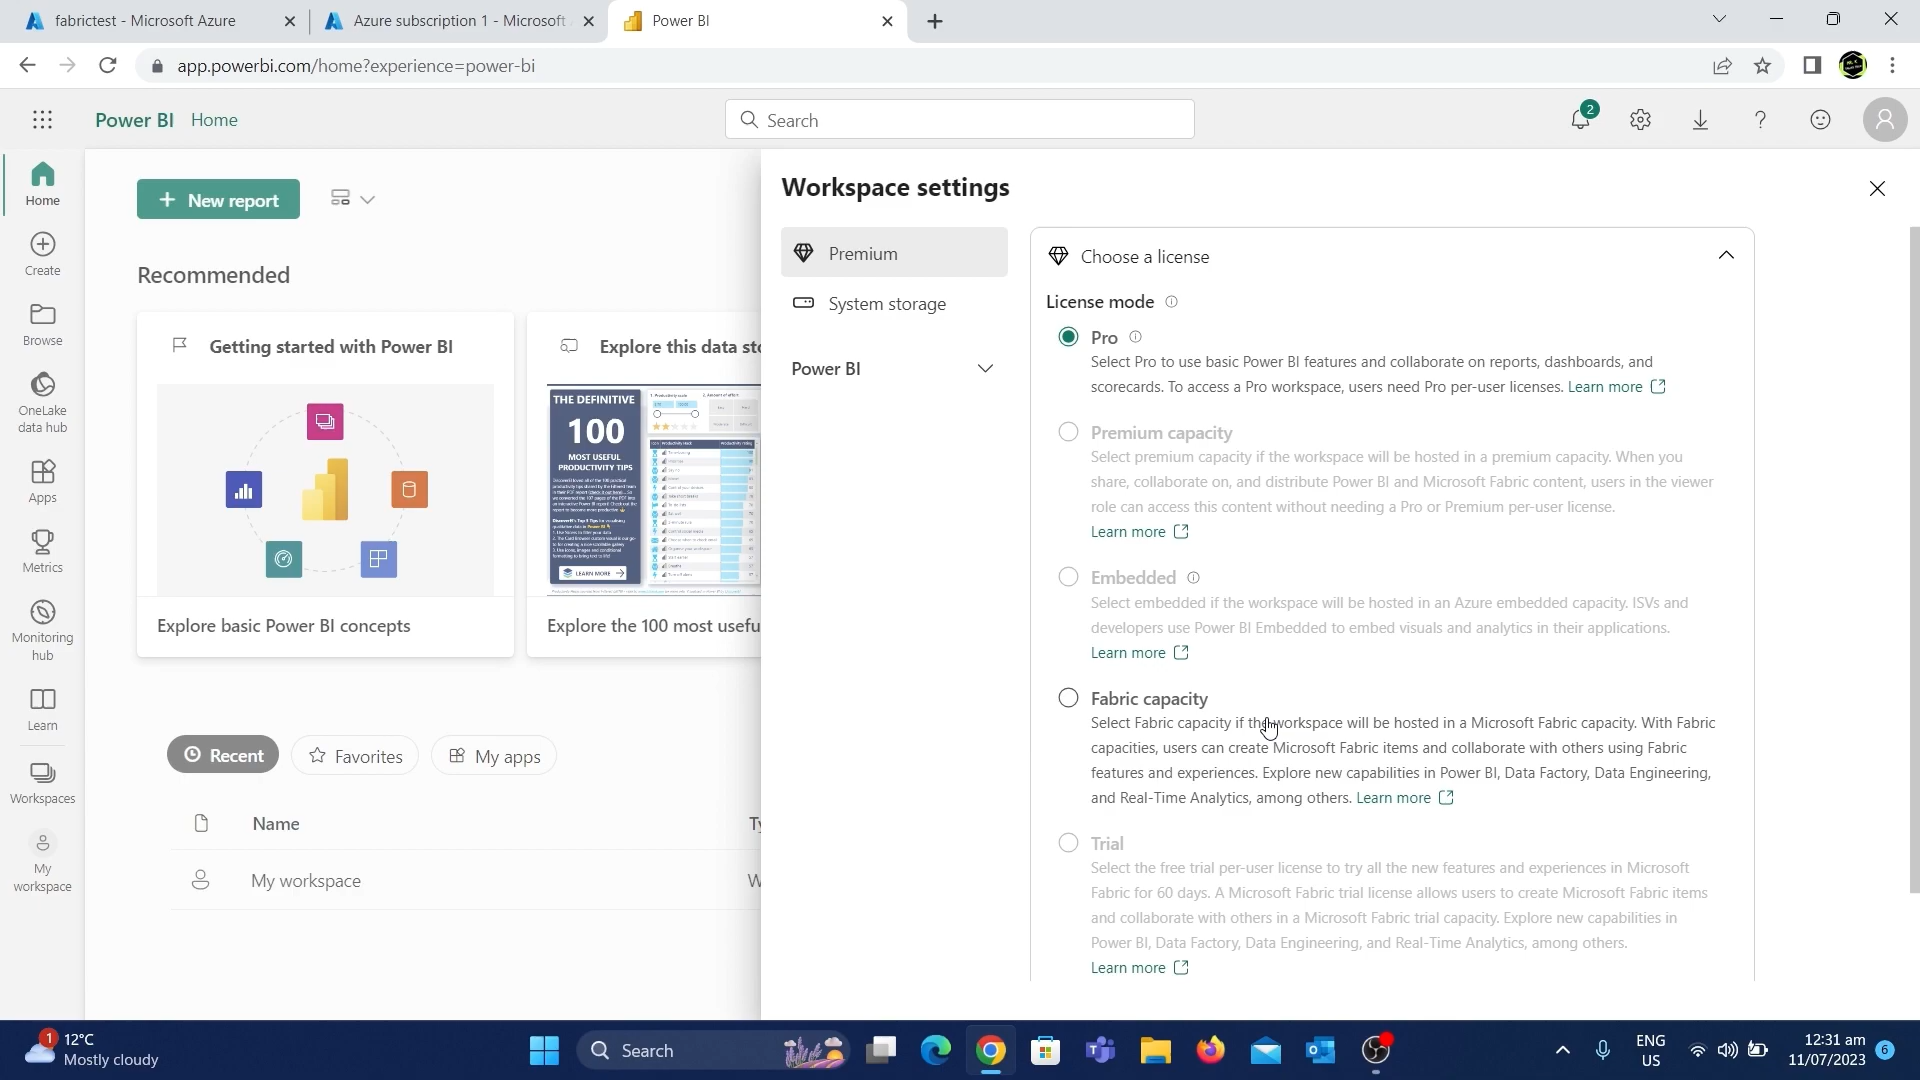 fabrictest - Microsoft Azure
Azure subscription 1 - Microsoft
Power BI
app.powerbi.com/home?experience=power-bi
Power BI Home
Search
2
Home
Create
Browse
OneLake
data hub
Apps
Metrics
Monitoring
hub
Learn
Workspaces
My
workspace
+ New report
Recommended
Getting started with Power BI
Explore basic Power BI concepts
Explore this data sto
THE DEFINITIVE
100
MOST USEFUL
PRODUCTIVITY TIPS
LEARN MORE
Explore the 100 most usefu
Recent
Favorites
My apps
Name
Ty
My workspace
W
Workspace settings
Premium
System storage
Power BI
Choose a license
License mode
Pro
Select Pro to use basic Power BI features and collaborate on reports, dashboards, and
scorecards. To access a Pro workspace, users need Pro per-user licenses. Learn more
Premium capacity
Select premium capacity if the workspace will be hosted in a premium capacity. When you
share, collaborate on, and distribute Power BI and Microsoft Fabric content, users in the viewer
role can access this content without needing a Pro or Premium per-user license.
Learn more
Embedded
Select embedded if the workspace will be hosted in an Azure embedded capacity. ISVs and
developers use Power BI Embedded to embed visuals and analytics in their applications.
Learn more
Fabric capacity
Select Fabric capacity if the workspace will be hosted in a Microsoft Fabric capacity. With Fabric
capacities, users can create Microsoft Fabric items and collaborate with others using Fabric
features and experiences. Explore new capabilities in Power BI, Data Factory, Data Engineering,
and Real-Time Analytics, among others. Learn more
Trial
Select the free trial per-user license to try all the new features and experiences in Microsoft
Fabric for 60 days. A Microsoft Fabric trial license allows users to create Microsoft Fabric items
and collaborate with others in a Microsoft Fabric trial capacity. Explore new capabilities in
Power BI, Data Factory, Data Engineering, and Real-Time Analytics, among others.
Learn more
1
12°C
Mostly cloudy
Search
ENG
US
12:31 am
11/07/2023
6